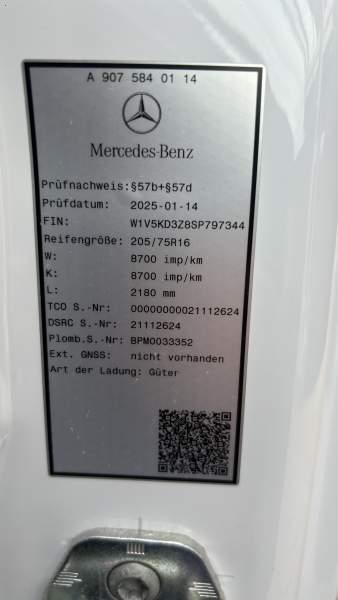 A 907 584 01 14
Mercedes-Benz
Prüfnachweis: §57b+§57d
Prüfdatum: 2025-01-14
FIN: W1V5KD3Z8SP797344
Reifengröße: 205/75R16
W: 8700 imp/km
K: 8700 imp/km
L: 2180 mm
TCO S.-Nr: 00000000021112624
DSRC S.-Nr: 21112624
Plomb.S.-Nr: BPM0033352
Ext. GNSS: nicht vorhanden
Art der Ladung: Güter